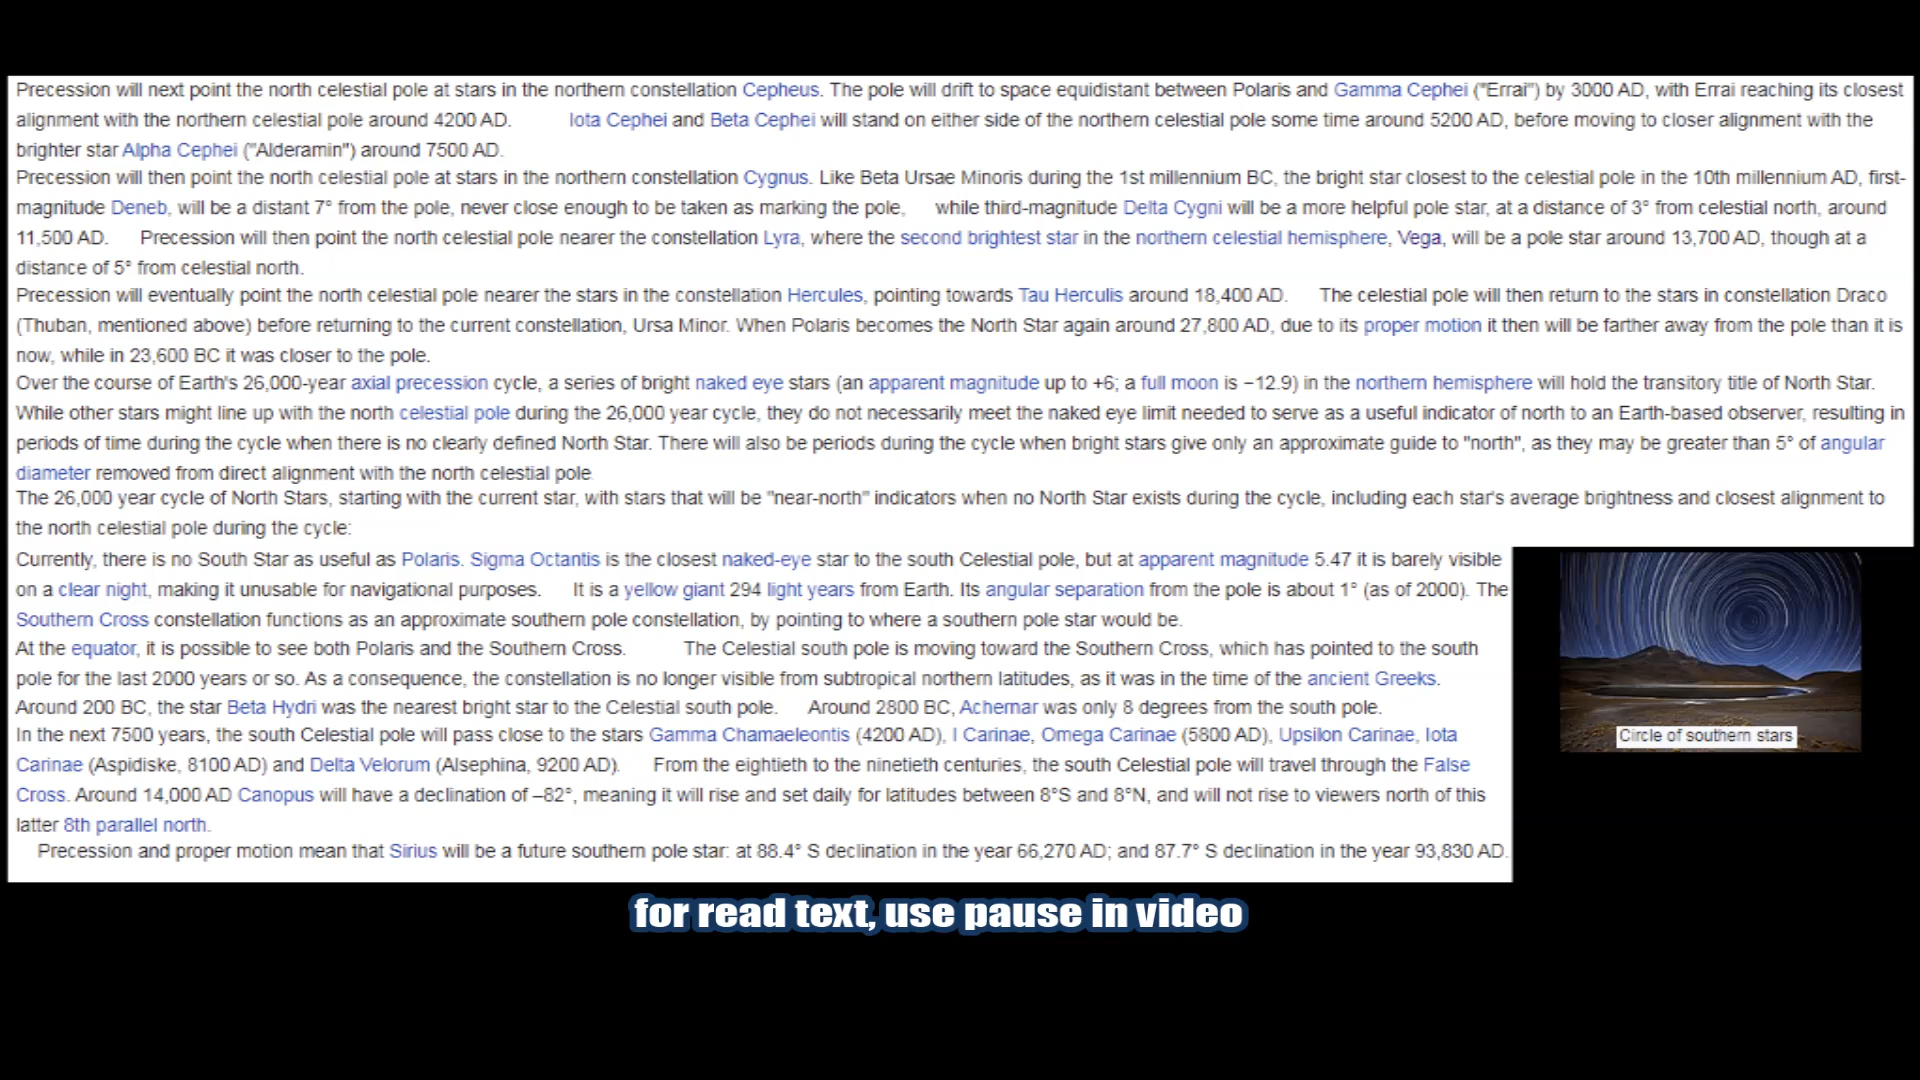 Precession will next point the north celestial pole at stars in the northern constellation Cepheus. The pole will drift to space equidistant between Polaris and Gamma Cephei ("Errai") by 3000 AD, with Errai reaching its closest
alignment with the northern celestial pole around 4200 AD. Iota Cephei and Beta Cephei will stand on either side of the northern celestial pole some time around 5200 AD, before moving to closer alignment with the
brighter star Alpha Cephei ("Alderamin") around 7500 AD.
Precession will then point the north celestial pole at stars in the northern constellation Cygnus. Like Beta Ursae Minoris during the 1st millennium BC, the bright star closest to the celestial pole in the 10th millennium AD, first-
magnitude Deneb, will be a distant 7° from the pole, never close enough to be taken as marking the pole, while third-magnitude Delta Cygni will be a more helpful pole star, at a distance of 3° from celestial north, around
11,500 AD. Precession will then point the north celestial pole nearer the constellation Lyra, where the second brightest star in the northern celestial hemisphere, Vega, will be a pole star around 13,700 AD, though at a
distance of 5° from celestial north.
Precession will eventually point the north celestial pole nearer the stars in the constellation Hercules, pointing towards Tau Herculis around 18,400 AD. The celestial pole will then return to the stars in constellation Draco
(Thuban, mentioned above) before returning to the current constellation, Ursa Minor. When Polaris becomes the North Star again around 27,800 AD, due to its proper motion it then will be farther away from the pole than it is
now, while in 23,600 BC it was closer to the pole.
Over the course of Earth's 26,000-year axial precession cycle, a series of bright naked eye stars (an apparent magnitude up to +6; a full moon is −12.9) in the northern hemisphere will hold the transitory title of North Star.
While other stars might line up with the north celestial pole during the 26,000 year cycle, they do not necessarily meet the naked eye limit needed to serve as a useful indicator of north to an Earth-based observer, resulting in
periods of time during the cycle when there is no clearly defined North Star. There will also be periods during the cycle when bright stars give only an approximate guide to "north", as they may be greater than 5° of angular
diameter removed from direct alignment with the north celestial pole
The 26,000 year cycle of North Stars, starting with the current star, with stars that will be "near-north" indicators when no North Star exists during the cycle, including each star's average brightness and closest alignment to
the north celestial pole during the cycle:
Currently, there is no South Star as useful as Polaris. Sigma Octantis is the closest naked-eye star to the south Celestial pole, but at apparent magnitude 5.47 it is barely visible
on a clear night, making it unusable for navigational purposes. It is a yellow giant 294 light years from Earth. Its angular separation from the pole is about 1° (as of 2000). The
Southern Cross constellation functions as an approximate southern pole constellation, by pointing to where a southern pole star would be.
At the equator, it is possible to see both Polaris and the Southern Cross. The Celestial south pole is moving toward the Southern Cross, which has pointed to the south
pole for the last 2000 years or so. As a consequence, the constellation is no longer visible from subtropical northern latitudes, as it was in the time of the ancient Greeks.
Around 200 BC, the star Beta Hydri was the nearest bright star to the Celestial south pole. Around 2800 BC, Achernar was only 8 degrees from the south pole.
In the next 7500 years, the south Celestial pole will pass close to the stars Gamma Chamaeleontis (4200 AD), I Carinae, Omega Carinae (5800 AD), Upsilon Carinae, Iota
Carinae (Aspidiske, 8100 AD) and Delta Velorum (Alsephina, 9200 AD). From the eightieth to the ninetieth centuries, the south Celestial pole will travel through the False
Cross. Around 14,000 AD Canopus will have a declination of –82°, meaning it will rise and set daily for latitudes between 8°S and 8°N, and will not rise to viewers north of this
latter 8th parallel north.
Precession and proper motion mean that Sirius will be a future southern pole star: at 88.4° S declination in the year 66,270 AD; and 87.7° S declination in the year 93,830 AD.
Circle of southern stars
for read text, use pause in video